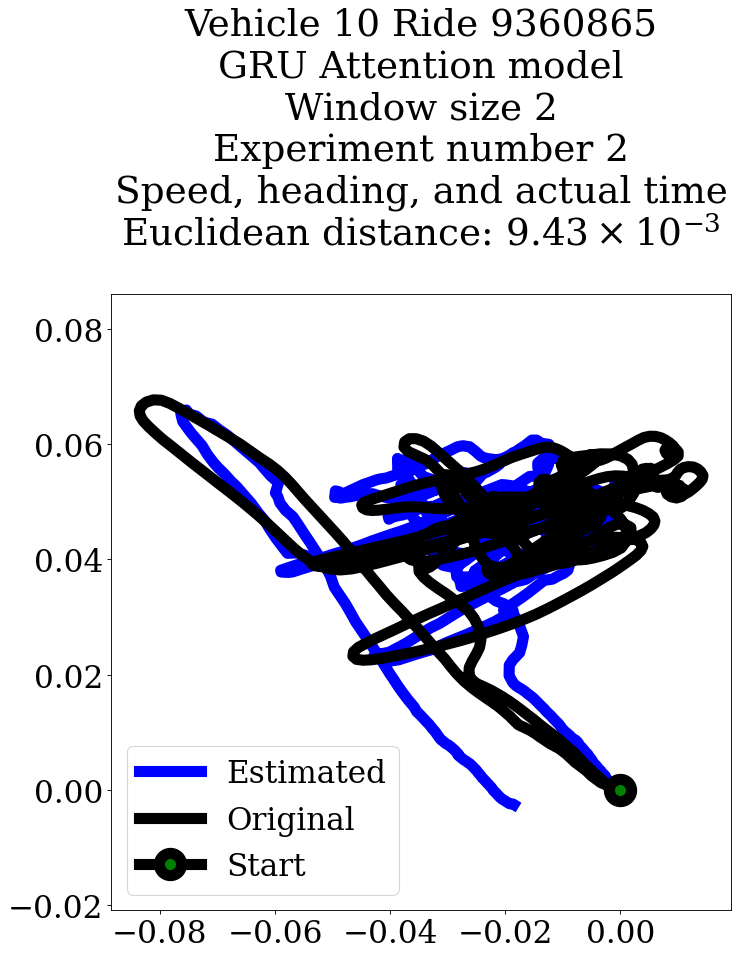 Vehicle 10 Ride 9360865
GRU Attention model
Window size 2
Experiment number 2
Speed, heading, and actual time
Euclidean distance: 9.43 × 10⁻³
0.08
0.06
0.04
0.02
0.00
−0.02
Estimated
Original
Start
−0.08 −0.06 −0.04 −0.02 0.00